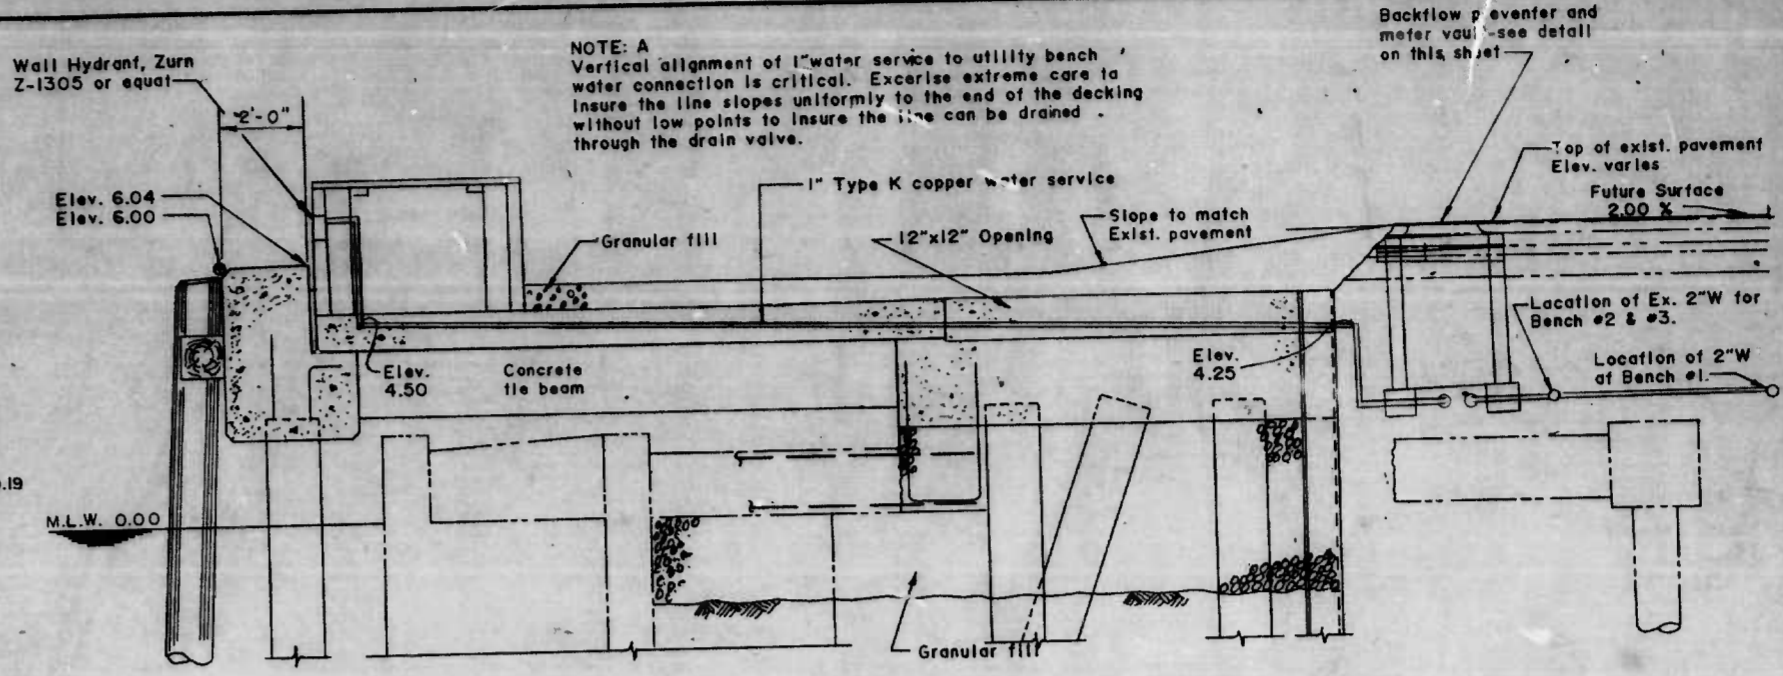 Wall Hydrant, Zurn
Z-1305 or equal
2'-0"
Elev. 6.04
Elev. 6.00
NOTE: A
Vertical alignment of 1" water service to utility bench
water connection is critical. Excerise extreme care to
insure the line slopes uniformly to the end of the decking
without low points to insure the line can be drained .
through the drain valve.
Backflow preventer and
meter vault-see detail
on this sheet
Top of exist. pavement
Elev. varies
Future Surface
2.00 %
1" Type K copper water service
Slope to match
Exist. pavement
Granular fill
12"x12" Opening
Location of Ex. 2"W for
Bench #2 & #3.
Location of 2"W
at Bench #1.
Elev.
4.50
Concrete
tie beam
Elev.
4.25
.19
M.L.W. 0.00
Granular fill